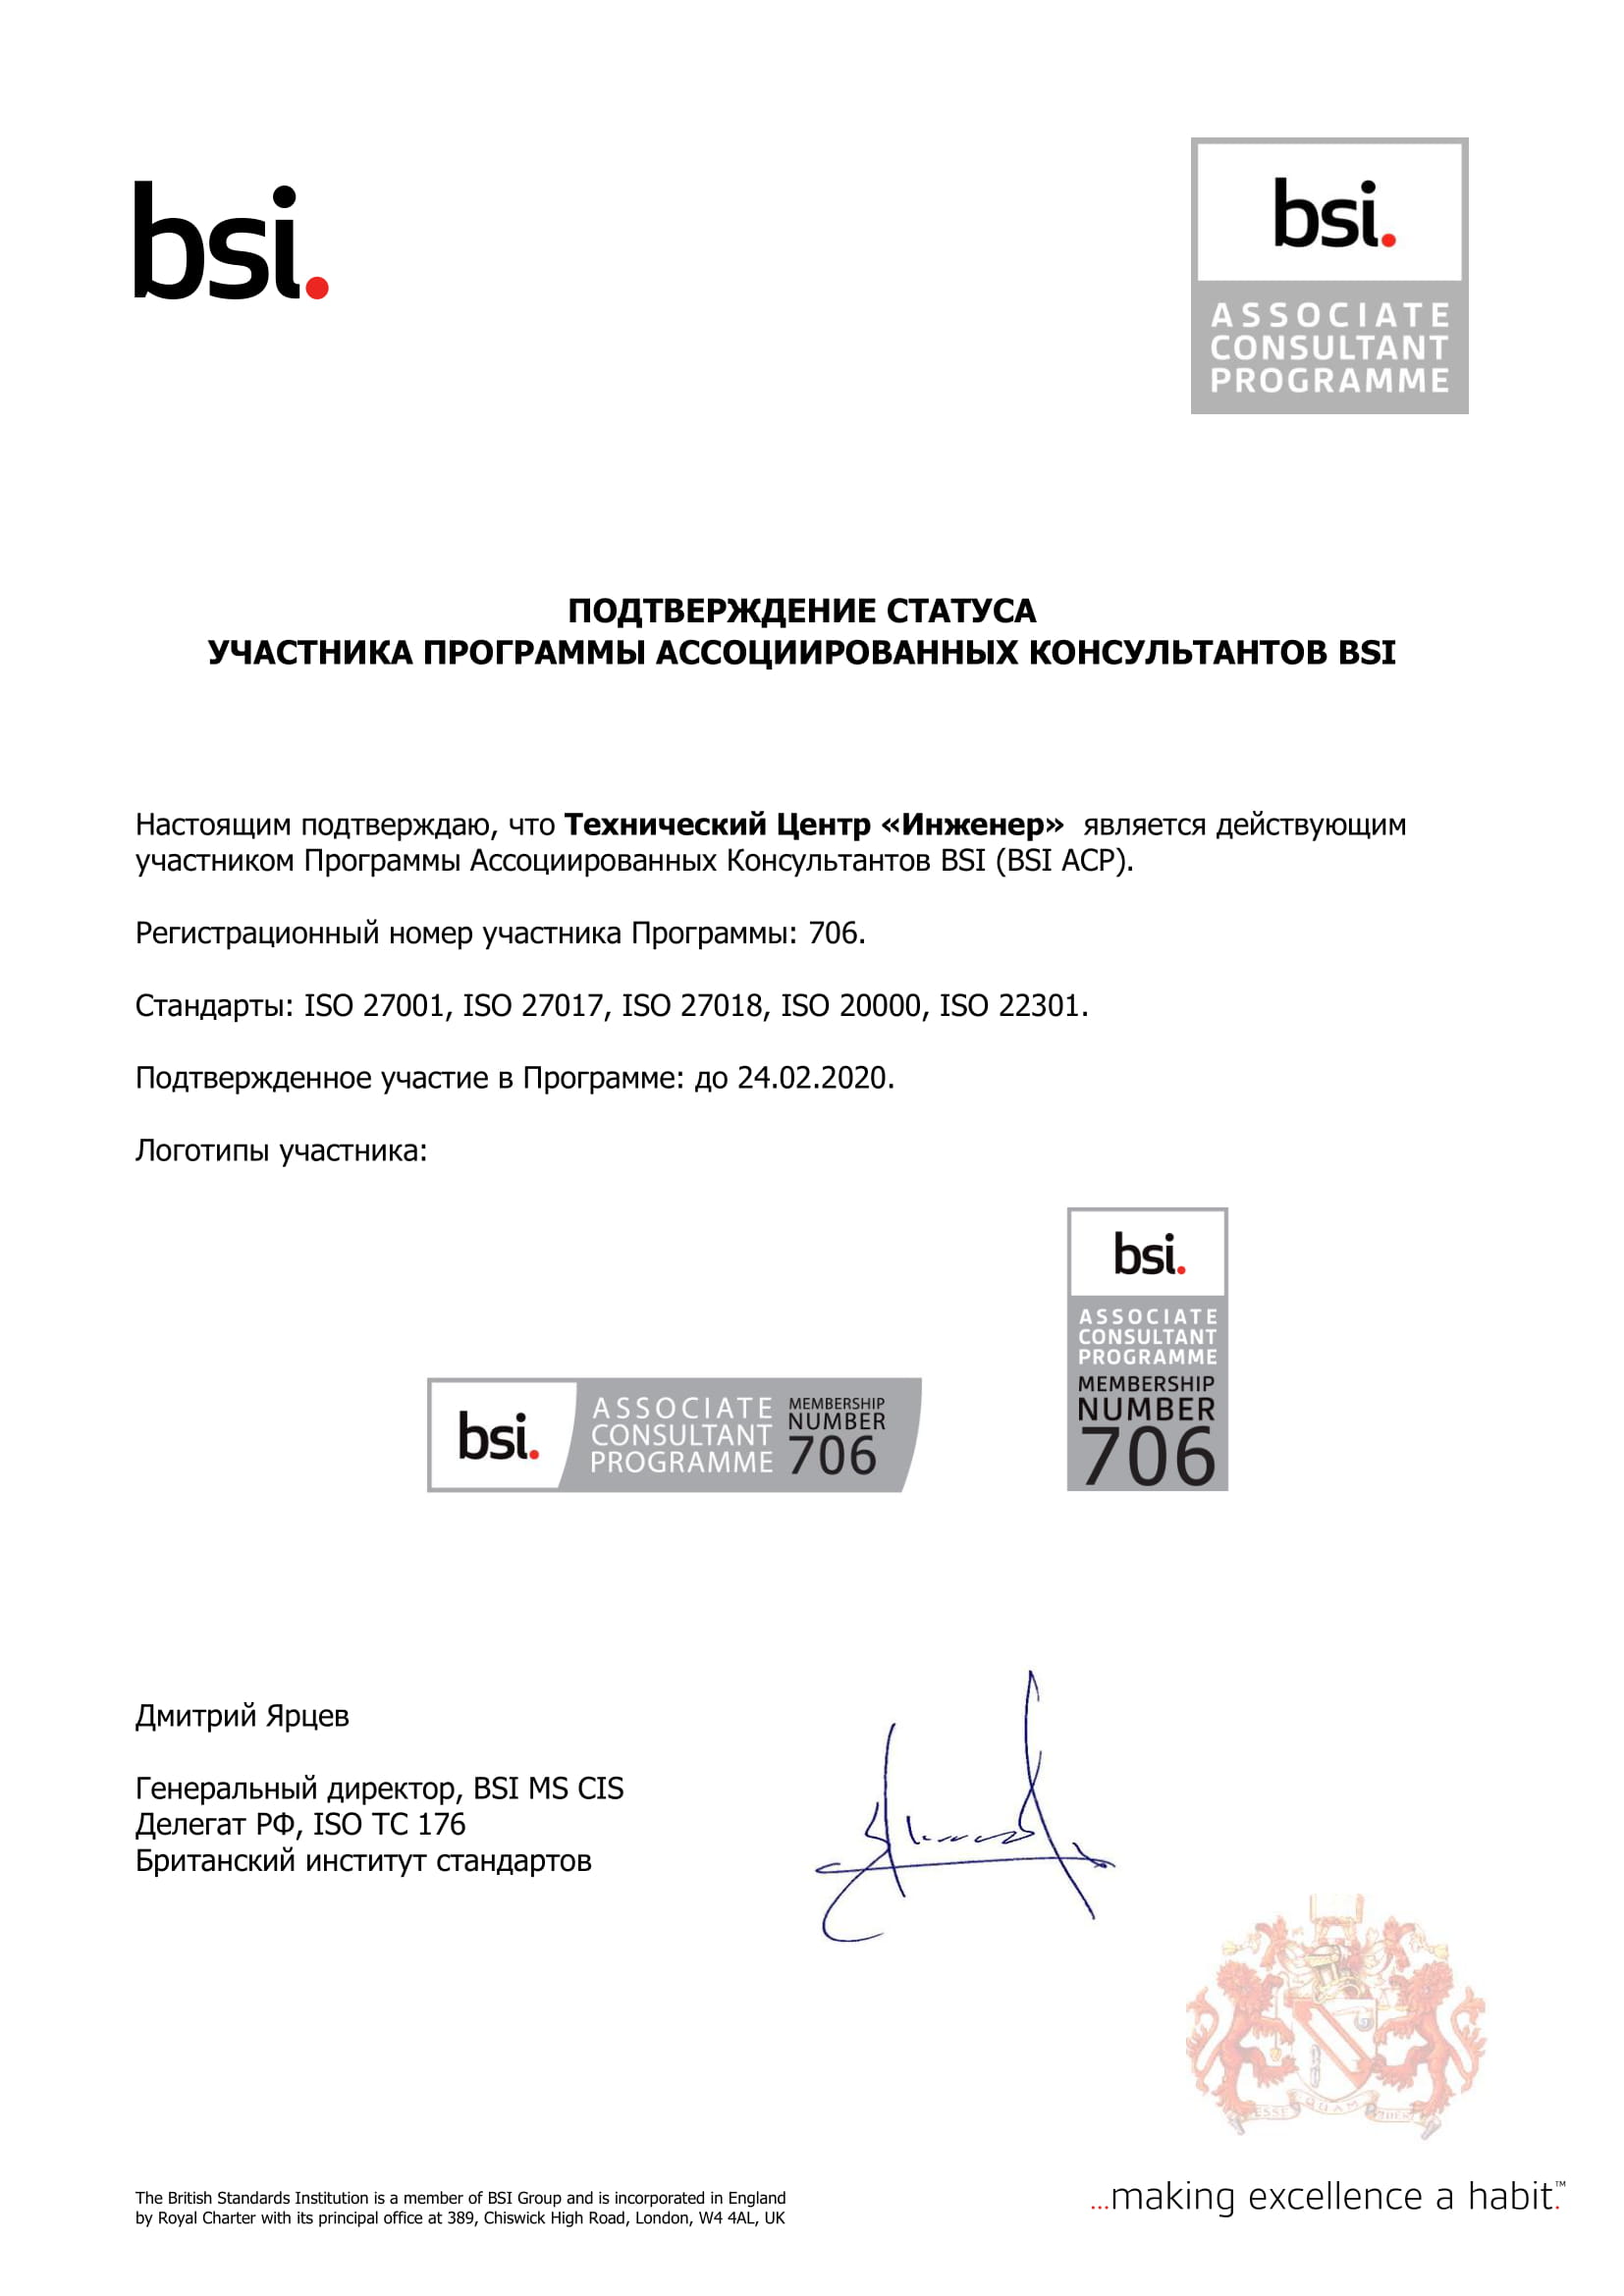 bsi.
bsi.
ASSOCIATE
CONSULTANT
PROGRAMME
ПОДТВЕРЖДЕНИЕ СТАТУСА
УЧАСТНИКА ПРОГРАММЫ АССОЦИИРОВАННЫХ КОНСУЛЬТАНТОВ BSI
Настоящим подтверждаю, что Технический Центр «Инженер» является действующим
участником Программы Ассоциированных Консультантов BSI (BSI ACP).
Регистрационный номер участника Программы: 706.
Стандарты: ISO 27001, ISO 27017, ISO 27018, ISO 20000, ISO 22301.
Подтвержденное участие в Программе: до 24.02.2020.
Логотипы участника:
bsi.
ASSOCIATE
CONSULTANT
PROGRAMME
MEMBERSHIP
NUMBER
706
bsi.
ASSOCIATE
CONSULTANT
PROGRAMME
MEMBERSHIP
NUMBER
706
Дмитрий Ярцев
Генеральный директор, BSI MS CIS
Делегат РФ, ISO TC 176
Британский институт стандартов
QUAM
The British Standards Institution is a member of BSI Group and is incorporated in England
by Royal Charter with its principal office at 389, Chiswick High Road, London, W4 4AL, UK
...making excellence a habit.™